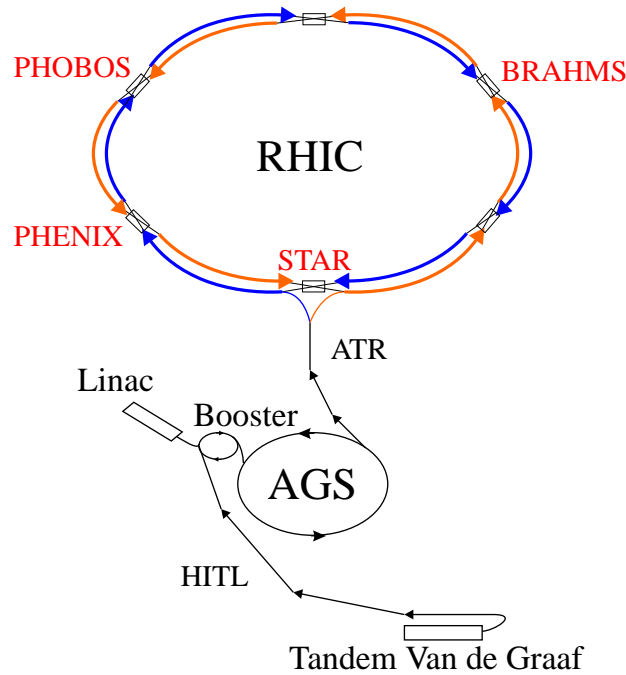 PHOBOS
BRAHMS
RHIC
PHENIX
STAR
ATR
Linac
Booster
AGS
HITL
Tandem Van de Graaf